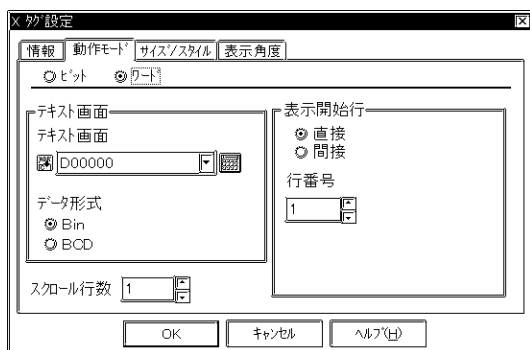 X ﾀｸﾞ設定
情報 動作ﾓｰﾄﾞ ｻｲｽﾞ/ｽﾀｲﾙ 表示角度
ﾋﾞｯﾄ ﾜｰﾄﾞ
ﾃｷｽﾄ画面
ﾃｷｽﾄ画面
D00000
ﾃﾞｰﾀ形式
Bin
BCD
ｽｸﾛｰﾙ行数 1
表示開始行
直接
間接
行番号
1
OK ｷｬﾝｾﾙ ﾍﾙﾌﾟ(H)